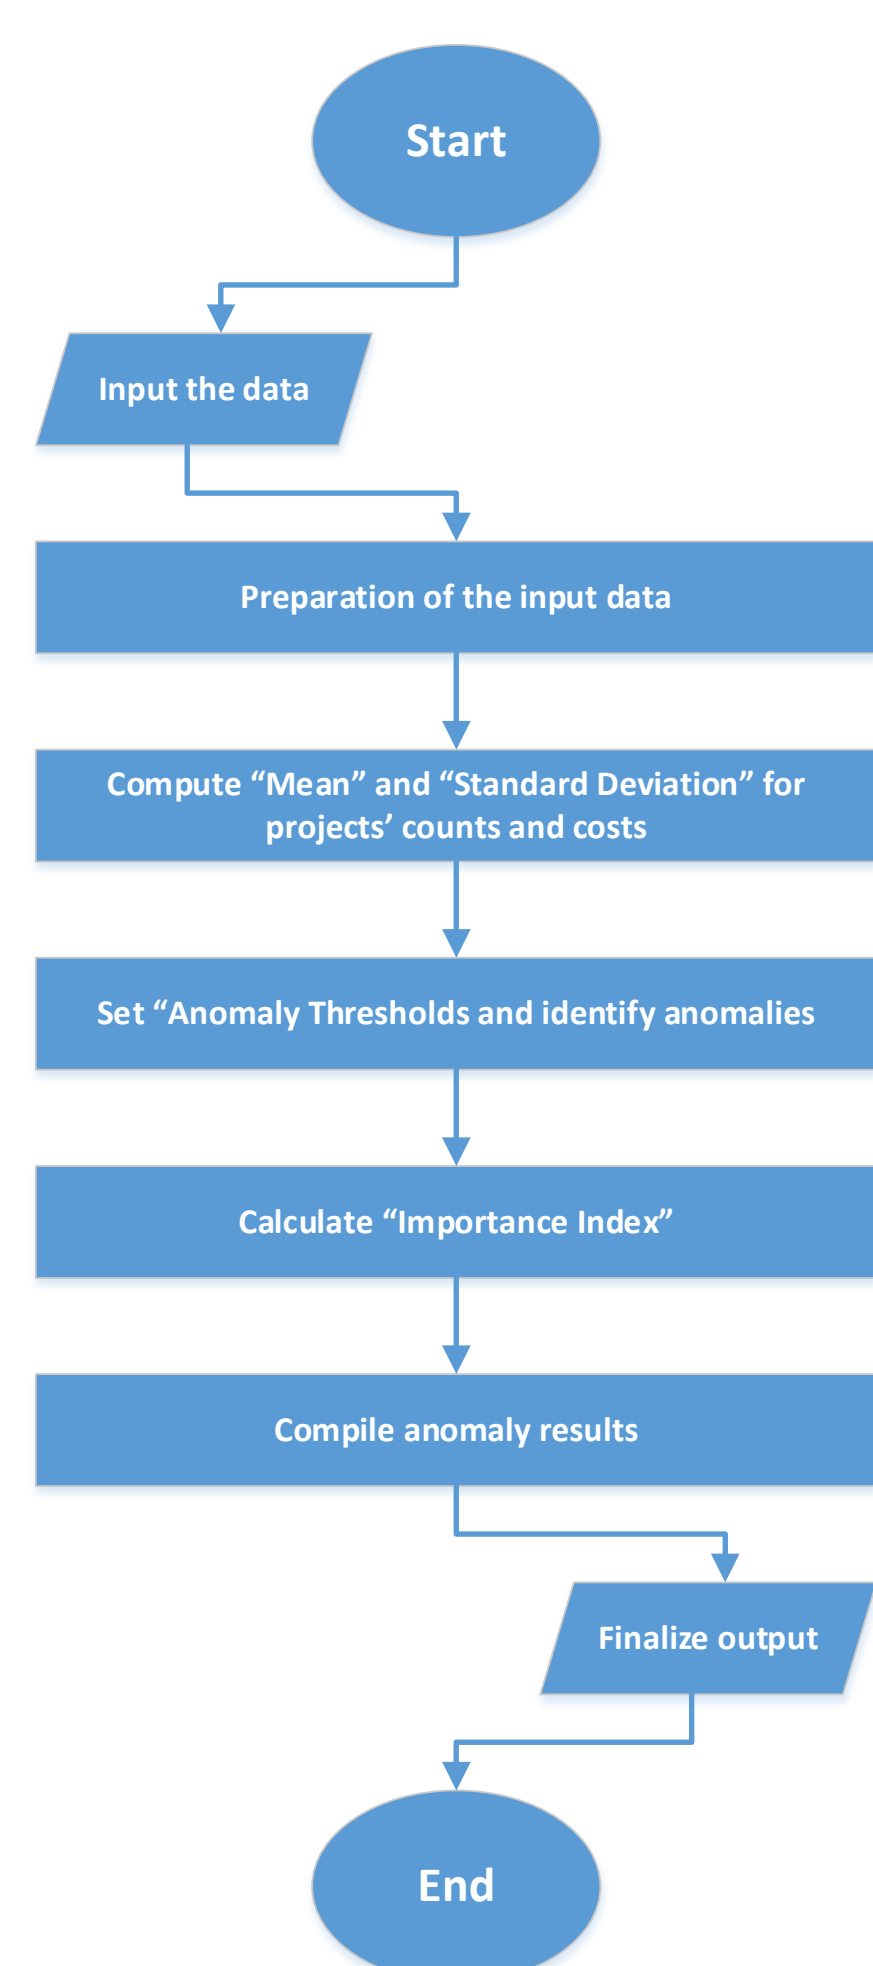 Start
Input the data
Preparation of the input data
Compute “Mean” and “Standard Deviation” for
projects’ counts and costs
Set “Anomaly Thresholds and identify anomalies
Calculate “Importance Index”
Compile anomaly results
Finalize output
End